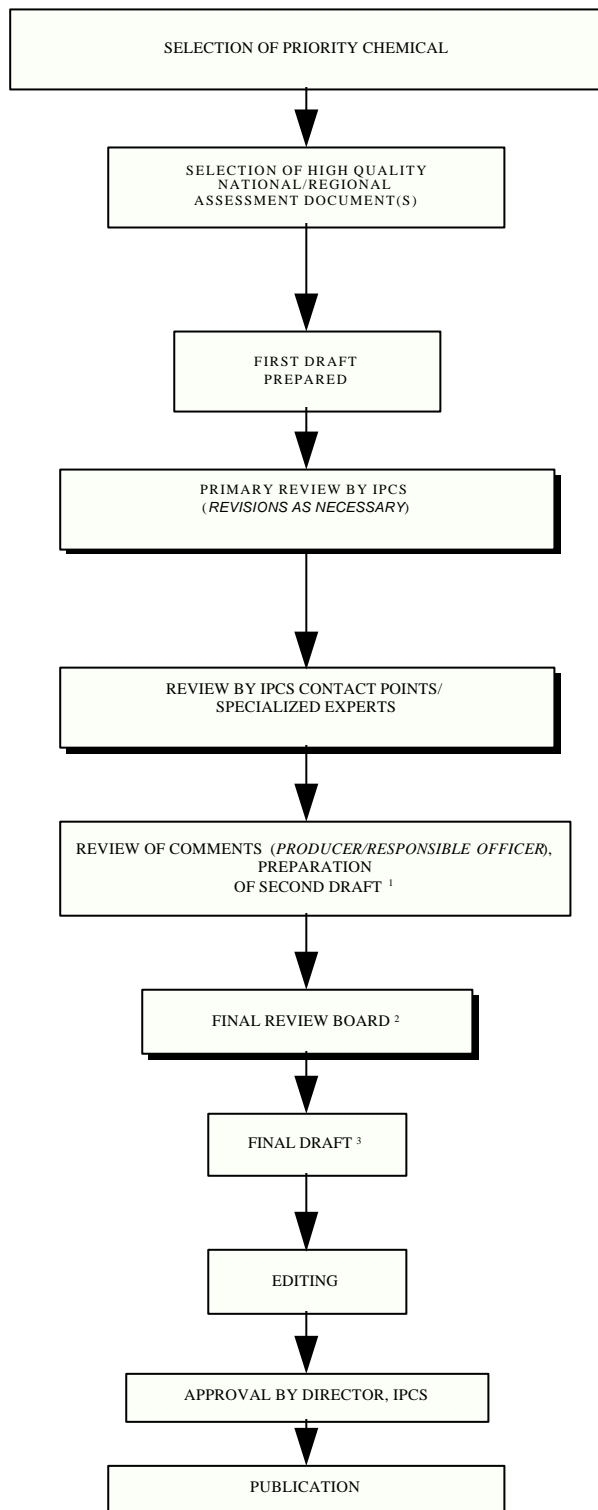 SELECTION OF PRIORITY CHEMICAL
SELECTION OF HIGH QUALITY
NATIONAL/REGIONAL
ASSESSMENT DOCUMENT(S)
FIRST DRAFT
PREPARED
PRIMARY REVIEW BY IPCS
(REVISIONS AS NECESSARY)
REVIEW BY IPCS CONTACT POINTS/
SPECIALIZED EXPERTS
REVIEW OF COMMENTS (PRODUCER/RESPONSIBLE OFFICER),
PREPARATION
OF SECOND DRAFT ¹
FINAL REVIEW BOARD ²
FINAL DRAFT ³
EDITING
APPROVAL BY DIRECTOR, IPCS
PUBLICATION